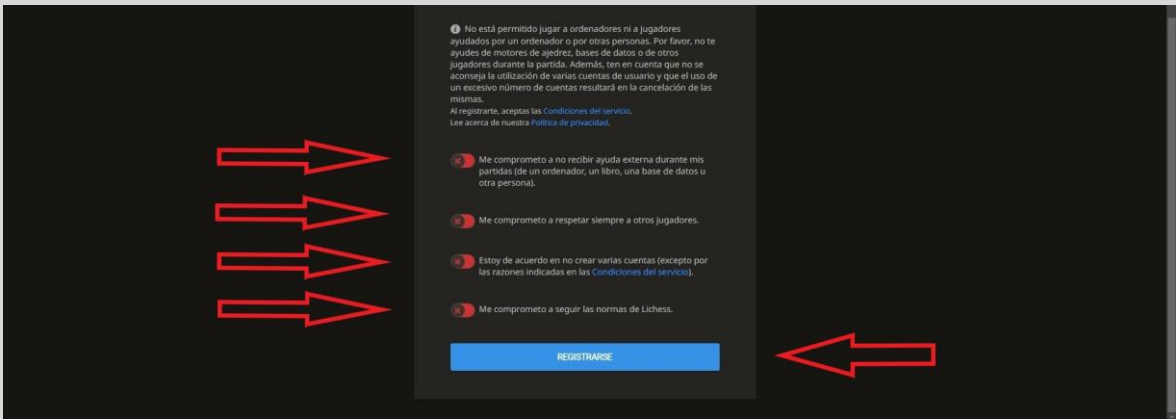 No está permitido jugar a ordenadores ni a jugadores
ayudados por un ordenador o por otras personas. Por favor, no te
ayudes de motores de ajedrez, bases de datos o de otros
jugadores durante la partida. Además, ten en cuenta que no se
aconseja la utilización de varias cuentas de usuario y que el uso de
un excesivo número de cuentas resultará en la cancelación de las
mismas.
Al registrarte, aceptas las Condiciones del servicio.
Lee acerca de nuestra Política de privacidad.
Me comprometo a no recibir ayuda externa durante mis
partidas (de un ordenador, un libro, una base de datos u
otra persona).
Me comprometo a respetar siempre a otros jugadores.
Estoy de acuerdo en no crear varias cuentas (excepto por
las razones indicadas en las Condiciones del servicio).
Me comprometo a seguir las normas de Lichess.
REGISTRARSE